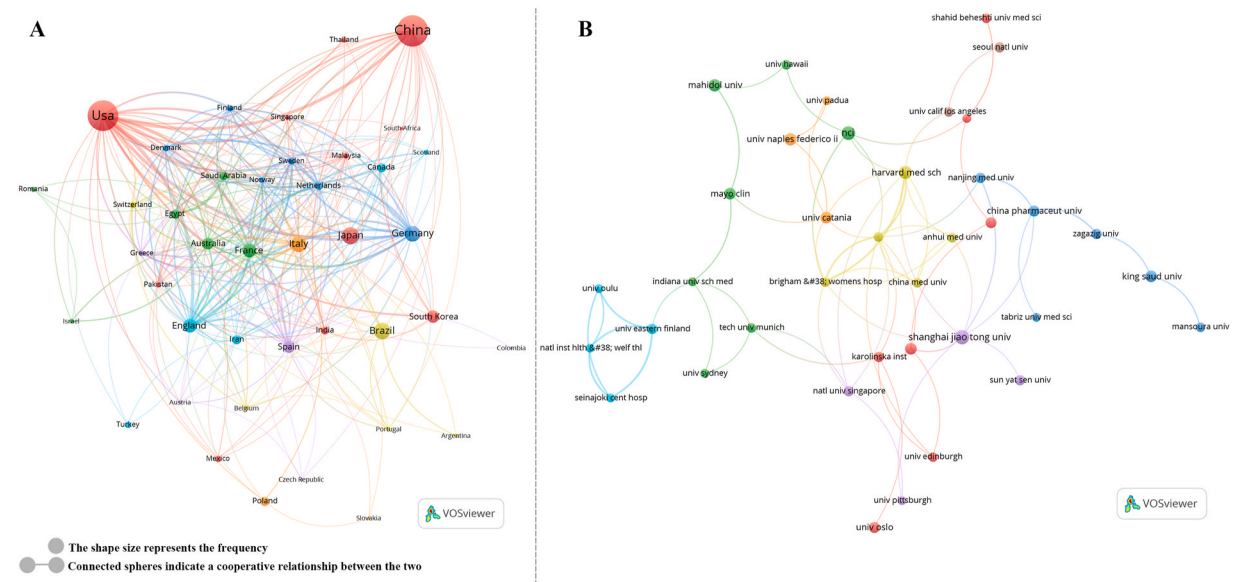 A
China
Thailand
Usa
Finland
Singapore
South Africa
Denmark
Scotland
Malaysia
Sweden
Canada
Saudi Arabia
Norway
Netherlands
Romania
Switzerland
Egypt
Germany
Japan
Australia
France
Italy
Greece
Pakistan
Israel
England
South Korea
India
Brazil
Iran
Spain
Colombia
Austria
Belgium
Turkey
Portugal
Argentina
Mexico
Czech Republic
Poland
Slovakia
VOSviewer
The shape size represents the frequency
Connected spheres indicate a cooperative relationship between the two
B
shahid beheshti univ med sci
seoul natl univ
univ hawaii
mahidol univ
univ padua
univ calif los angeles
nci
univ naples federico ii
harvard med sch
nanjing med univ
mayo clin
china pharmaceut univ
univ catania
zagazig univ
anhui med univ
king saud univ
indiana univ sch med
brigham &#38; womens hosp
china med univ
univ oulu
tabriz univ med sci
mansoura univ
univ eastern finland
tech univ munich
shanghai jiao tong univ
natl inst hlth &#38; welf thl
karolinska inst
univ sydney
sun yat sen univ
natl univ singapore
seinajoki cent hosp
univ edinburgh
univ pittsburgh
univ oslo
VOSviewer